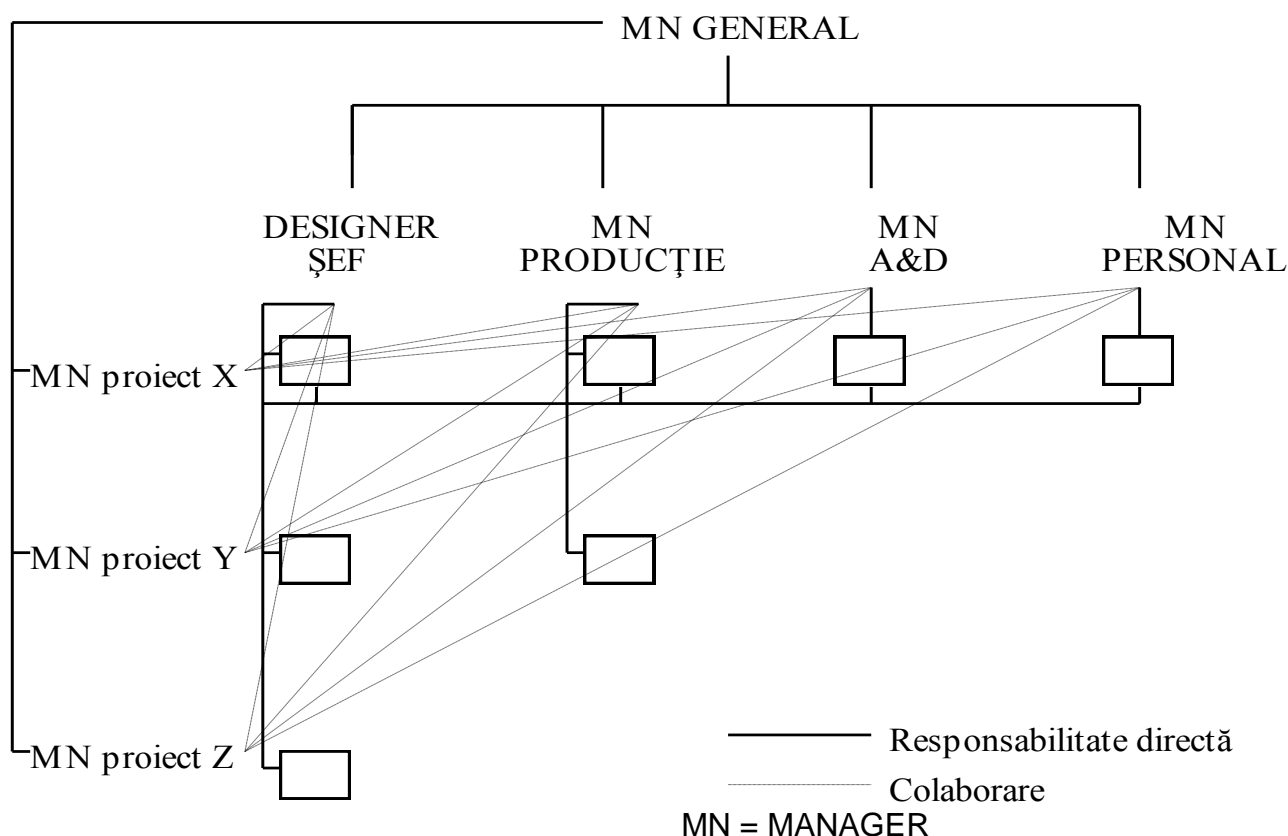 MN GENERAL
DESIGNER
ŞEF
MN
PRODUCŢIE
MN
A&D
MN
PERSONAL
MN proiect X
MN proiect Y
MN proiect Z
Responsabilitate directă
Colaborare
MN = MANAGER